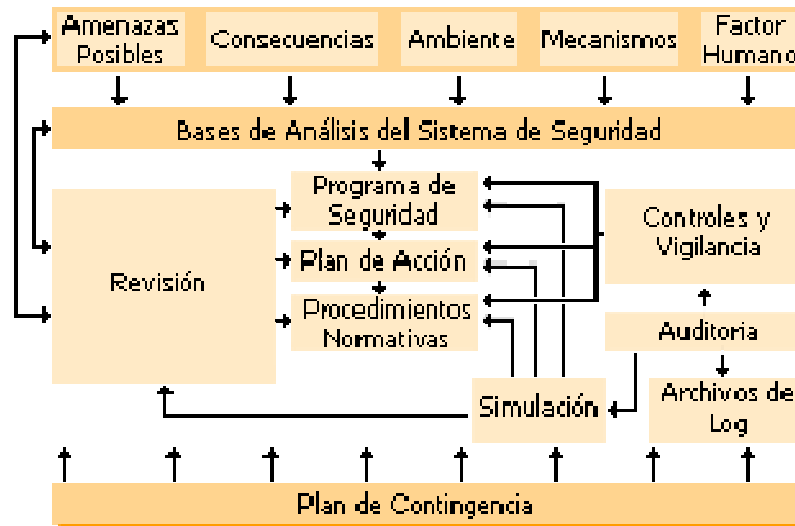 Amenazas
Posibles
Consecuencias
Ambiente
Mecanismos
Factor
Humano
Bases de Análisis del Sistema de Seguridad
Programa de
Seguridad
Controles y
Vigilancia
Plan de Acción
Revisión
Procedimientos
Normativas
Auditoria
Simulación
Archivos de
Log
Plan de Contingencia